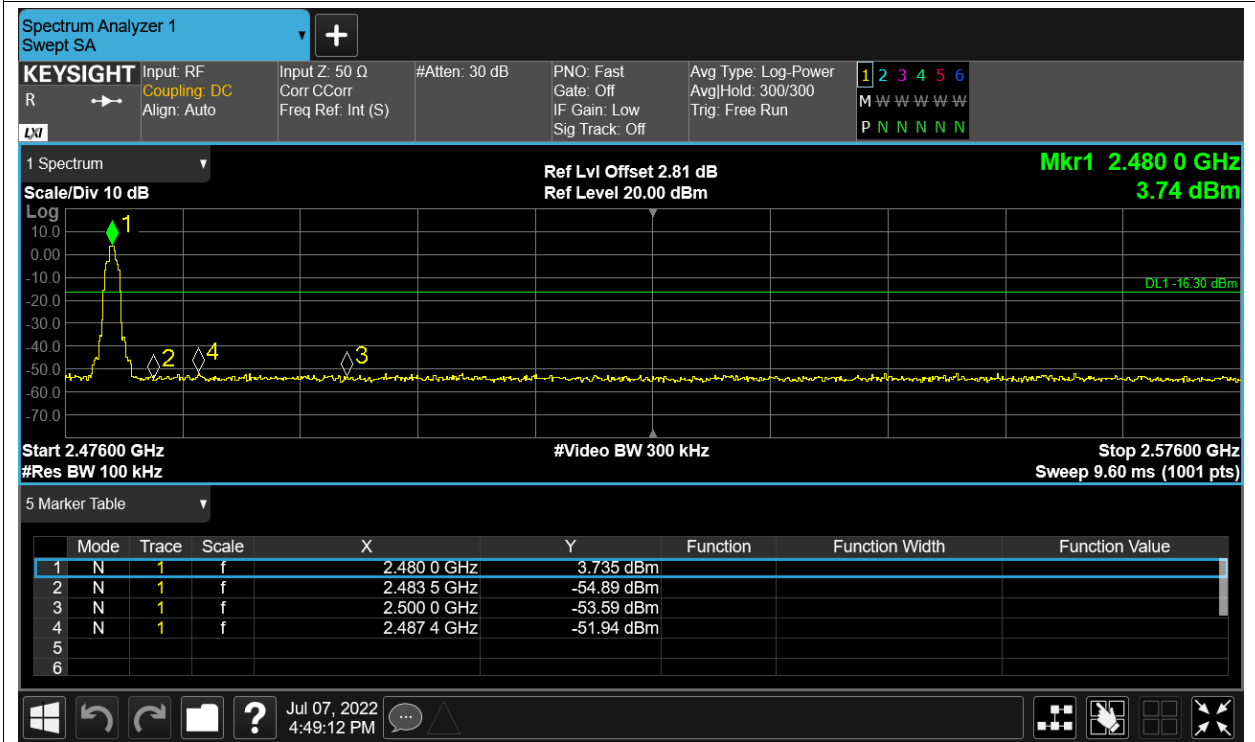 Spectrum Analyzer 1
Swept SA
KEYSIGHT
R
LXI
Input: RF
Coupling: DC
Align: Auto
Input Z: 50 Ω
Corr CCorr
Freq Ref: Int (S)
#Atten: 30 dB
PNO: Fast
Gate: Off
IF Gain: Low
Sig Track: Off
Avg Type: Log-Power
Avg|Hold: 300/300
Trig: Free Run
1 2 3 4 5 6
M W W W W W
P N N N N N
1 Spectrum
Scale/Div 10 dB
Ref Lvl Offset 2.81 dB
Ref Level 20.00 dBm
Mkr1 2.480 0 GHz
3.74 dBm
Log
10.0
0.00
-10.0
-20.0
-30.0
-40.0
-50.0
-60.0
-70.0
1
2
4
3
DL1 -16.30 dBm
Start 2.47600 GHz
#Res BW 100 kHz
#Video BW 300 kHz
Stop 2.57600 GHz
Sweep 9.60 ms (1001 pts)
5 Marker Table
Mode Trace Scale X Y Function Function Width Function Value
1 N 1 f 2.480 0 GHz 3.735 dBm
2 N 1 f 2.483 5 GHz -54.89 dBm
3 N 1 f 2.500 0 GHz -53.59 dBm
4 N 1 f 2.487 4 GHz -51.94 dBm
5
6
?
Jul 07, 2022
4:49:12 PM